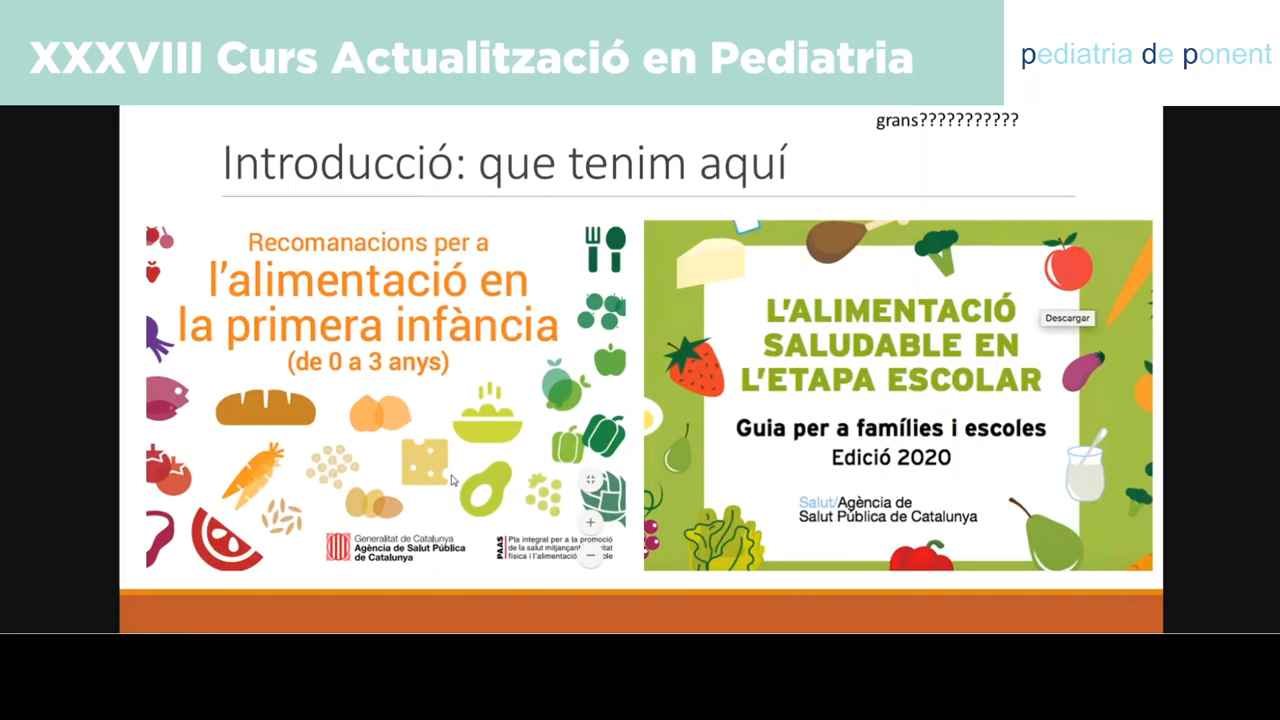 XXXVIII Curs Actualització en Pediatria
pediatria de ponent
grans???????????
Introducció: que tenim aquí
Recomanacions per a
l'alimentació en
la primera infància
(de 0 a 3 anys)
Generalitat de Catalunya
Agència de Salut Pública
de Catalunya
PAAS
Pla integral per a la promoció
de la salut mitjançant
física i l'alimentació
L'ALIMENTACIÓ
SALUDABLE EN
L'ETAPA ESCOLAR
Descargar
Guia per a famílies i escoles
Edició 2020
Salut/Agència de
Salut Pública de Catalunya